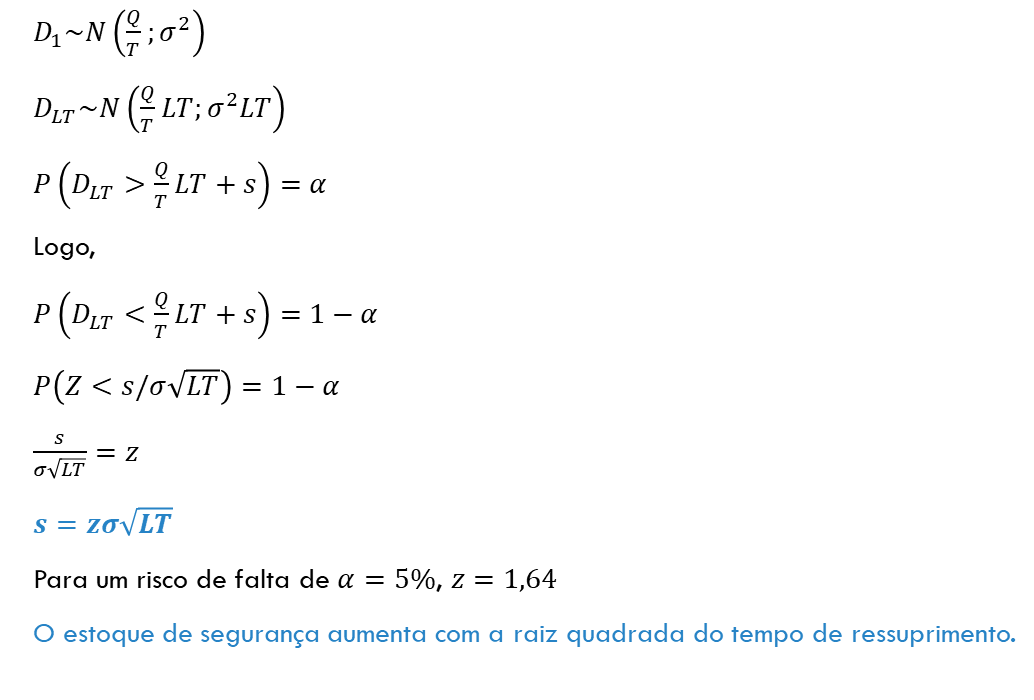 D₁~N(Q/T ; σ²)
D_LT~N(Q/T LT; σ²LT)
P(D_LT > Q/T LT + s) = α
Logo,
P(D_LT < Q/T LT + s) = 1 − α
P(Z < s/σ√LT) = 1 − α
s/σ√LT = z
s = zσ√LT
Para um risco de falta de α = 5%, z = 1,64
O estoque de segurança aumenta com a raiz quadrada do tempo de ressuprimento.